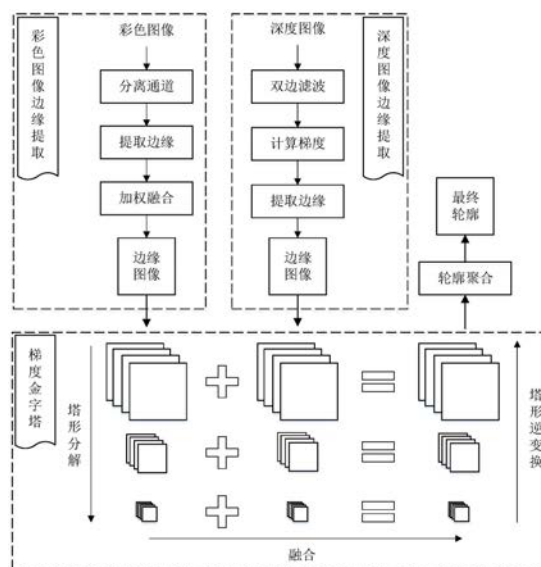 彩色图像边缘提取
彩色图像
分离通道
提取边缘
加权融合
边缘
图像
深度图像
双边滤波
计算梯度
提取边缘
边缘
图像
深度图像边缘提取
最终
轮廓
轮廓聚合
梯度金字塔
塔形分解
塔形逆变换
融合